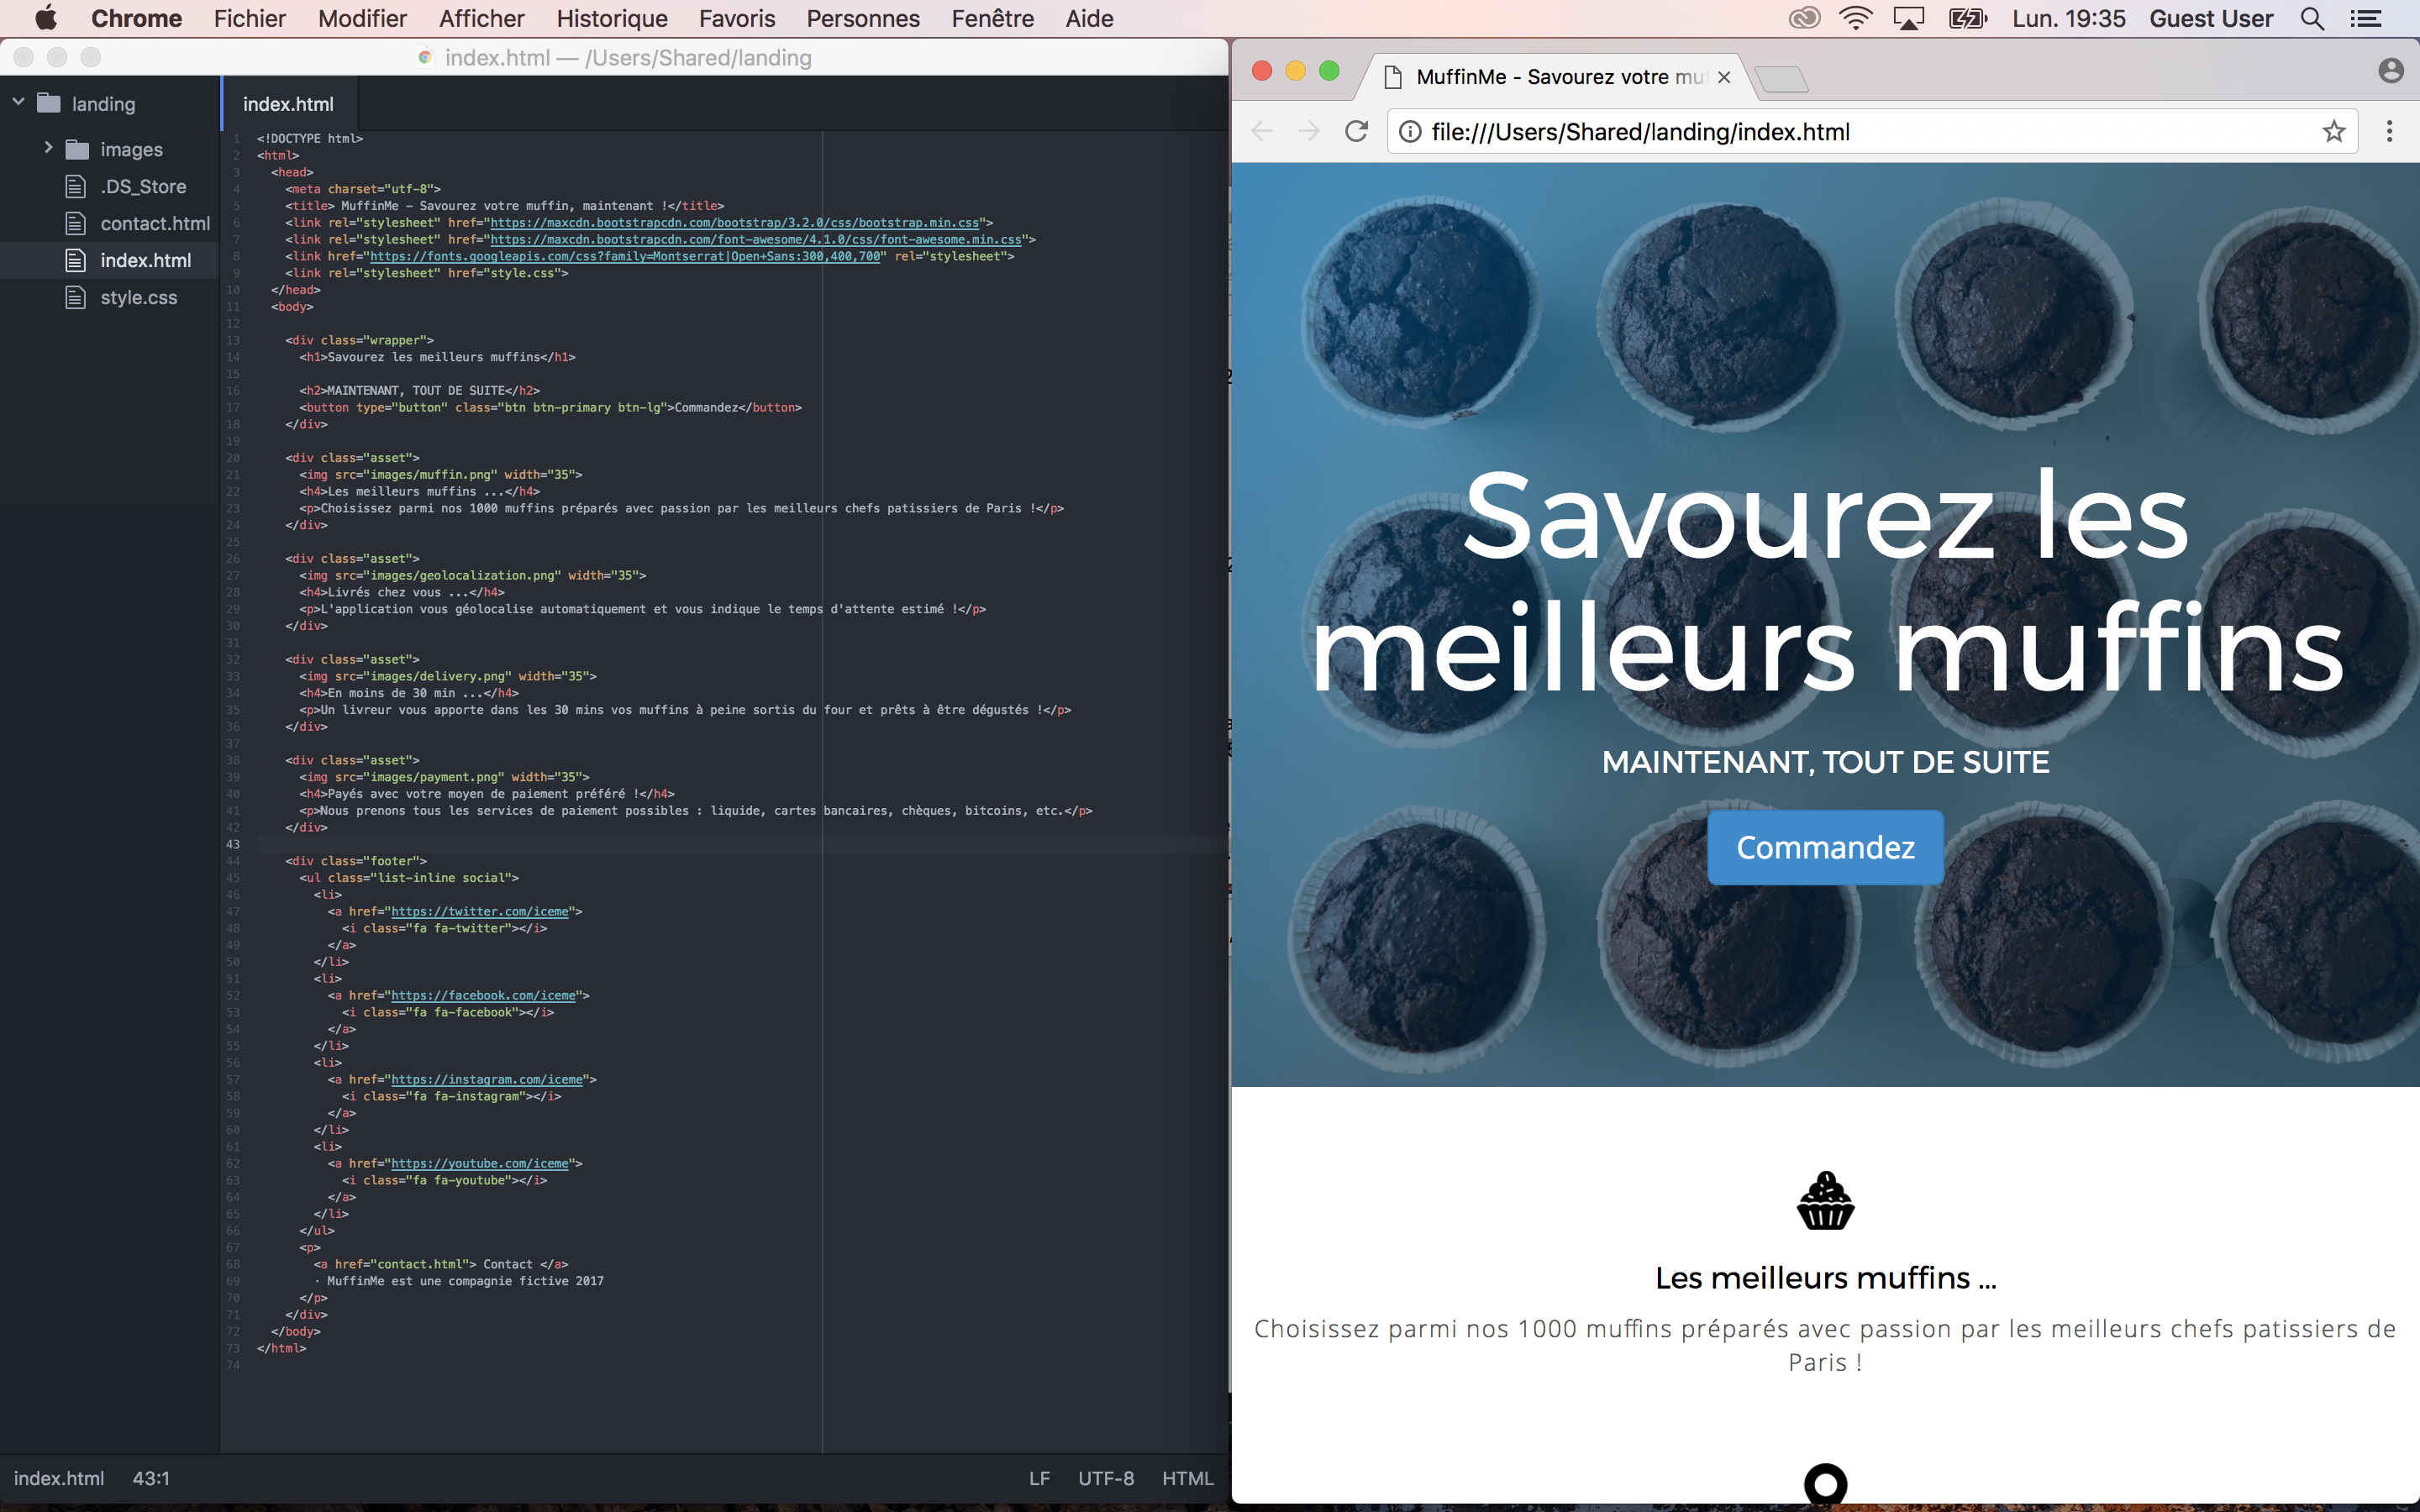 Chrome Fichier Modifier Afficher Historique Favoris Personnes Fenêtre Aide Lun. 19:35 Guest User
index.html — /Users/Shared/landing
landing
images
.DS_Store
contact.html
index.html
style.css
index.html
1 <!DOCTYPE html>
2 <html>
3 <head>
4 <meta charset="utf-8">
5 <title> MuffinMe - Savourez votre muffin, maintenant !</title>
6 <link rel="stylesheet" href="https://maxcdn.bootstrapcdn.com/bootstrap/3.2.0/css/bootstrap.min.css">
7 <link rel="stylesheet" href="https://maxcdn.bootstrapcdn.com/font-awesome/4.1.0/css/font-awesome.min.css">
8 <link href="https://fonts.googleapis.com/css?family=Montserrat|Open+Sans:300,400,700" rel="stylesheet">
9 <link rel="stylesheet" href="style.css">
10 </head>
11 <body>
12
13 <div class="wrapper">
14 <h1>Savourez les meilleurs muffins</h1>
15
16 <h2>MAINTENANT, TOUT DE SUITE</h2>
17 <button type="button" class="btn btn-primary btn-lg">Commandez</button>
18 </div>
19
20 <div class="asset">
21 <img src="images/muffin.png" width="35">
22 <h4>Les meilleurs muffins ...</h4>
23 <p>Choisissez parmi nos 1000 muffins préparés avec passion par les meilleurs chefs patissiers de Paris !</p>
24 </div>
25
26 <div class="asset">
27 <img src="images/geolocalization.png" width="35">
28 <h4>Livrés chez vous ...</h4>
29 <p>L'application vous géolocalise automatiquement et vous indique le temps d'attente estimé !</p>
30 </div>
31
32 <div class="asset">
33 <img src="images/delivery.png" width="35">
34 <h4>En moins de 30 min ...</h4>
35 <p>Un livreur vous apporte dans les 30 mins vos muffins à peine sortis du four et prêts à être dégustés !</p>
36 </div>
37
38 <div class="asset">
39 <img src="images/payment.png" width="35">
40 <h4>Payés avec votre moyen de paiement préféré !</h4>
41 <p>Nous prenons tous les services de paiement possibles : liquide, cartes bancaires, chèques, bitcoins, etc.</p>
42 </div>
43
44 <div class="footer">
45 <ul class="list-inline social">
46 <li>
47 <a href="https://twitter.com/iceme">
48 <i class="fa fa-twitter"></i>
49 </a>
50 </li>
51 <li>
52 <a href="https://facebook.com/iceme">
53 <i class="fa fa-facebook"></i>
54 </a>
55 </li>
56 <li>
57 <a href="https://instagram.com/iceme">
58 <i class="fa fa-instagram"></i>
59 </a>
60 </li>
61 <li>
62 <a href="https://youtube.com/iceme">
63 <i class="fa fa-youtube"></i>
64 </a>
65 </li>
66 </ul>
67 <p>
68 <a href="contact.html"> Contact </a>
69 · MuffinMe est une compagnie fictive 2017
70 </p>
71 </div>
72 </body>
73 </html>
74
index.html 43:1 LF UTF-8 HTML
MuffinMe - Savourez votre muf
file:///Users/Shared/landing/index.html
Savourez les
meilleurs muffins
MAINTENANT, TOUT DE SUITE
Commandez
Les meilleurs muffins ...
Choisissez parmi nos 1000 muffins préparés avec passion par les meilleurs chefs patissiers de
Paris !